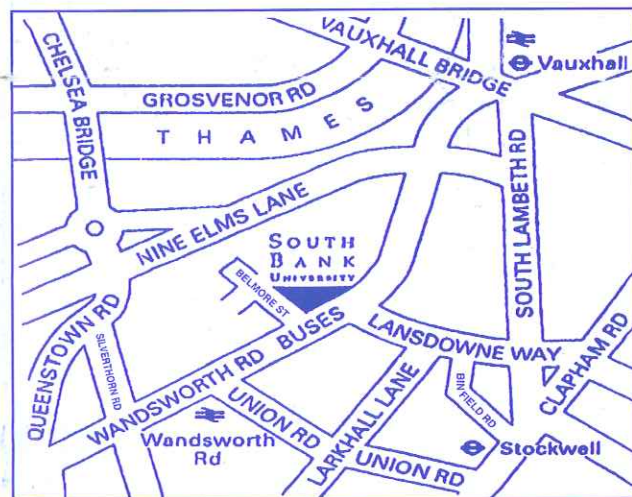 CHELSEA BRIDGE
VAUXHALL BRIDGE
Vauxhall
GROSVENOR RD
THAMES
NINE ELMS LANE
SOUTH LAMBETH RD
SOUTH
BANK
UNIVERSITY
BELMORE ST
QUEENSTOWN RD
SILVERTHORN RD
WANDSWORTH RD
BUSES
LANSDOWNE WAY
CLAPHAM RD
BINFIELD RD
UNION RD
LARKHALL LANE
Wandsworth
Rd
UNION RD
Stockwell